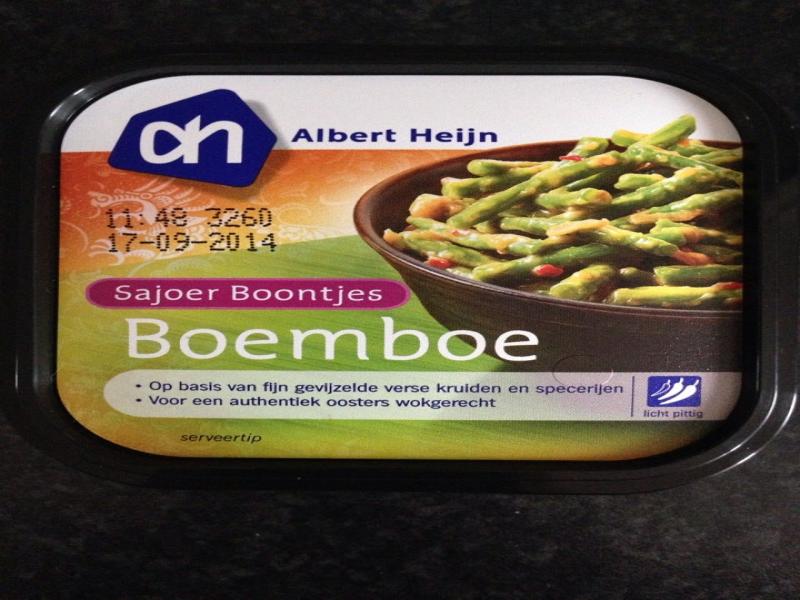 ah
Albert Heijn
11:48 3260
17-09-2014
Sajoer Boontjes
Boemboe
• Op basis van fijn gevijzelde verse kruiden en specerijen
• Voor een authentiek oosters wokgerecht
licht pittig
serveertip